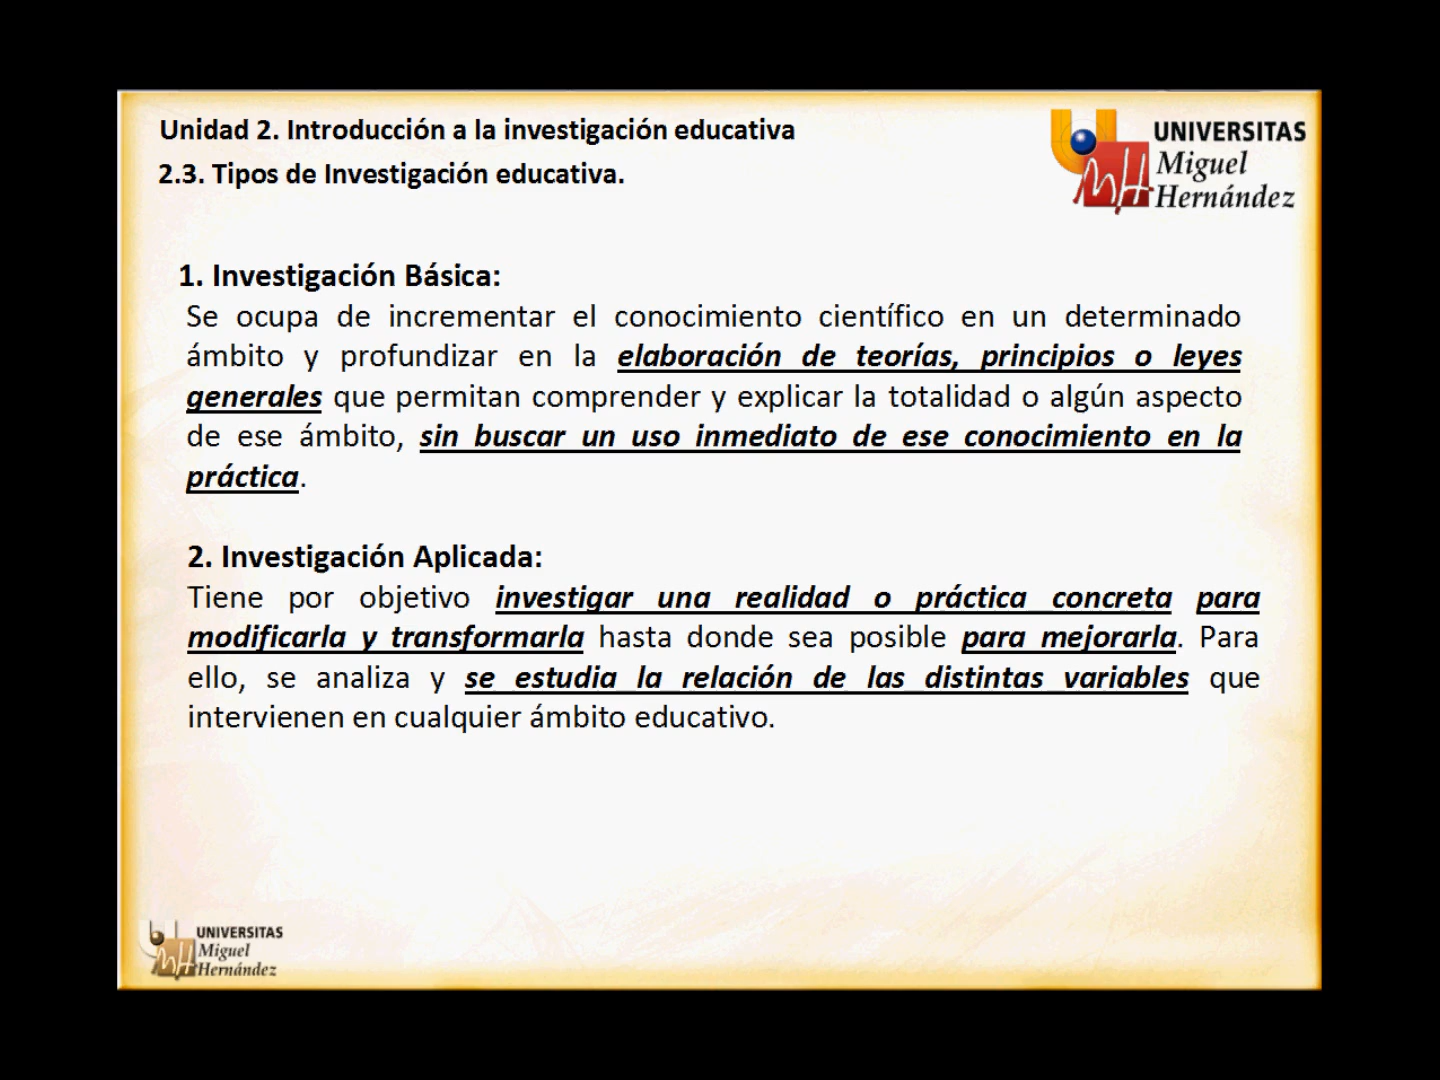 Unidad 2. Introducción a la investigación educativa
2.3. Tipos de Investigación educativa.
UNIVERSITAS
Miguel
Hernández
1. Investigación Básica:
Se ocupa de incrementar el conocimiento científico en un determinado
ámbito y profundizar en la elaboración de teorías, principios o leyes
generales que permitan comprender y explicar la totalidad o algún aspecto
de ese ámbito, sin buscar un uso inmediato de ese conocimiento en la
práctica.
2. Investigación Aplicada:
Tiene por objetivo investigar una realidad o práctica concreta para
modificarla y transformarla hasta donde sea posible para mejorarla. Para
ello, se analiza y se estudia la relación de las distintas variables que
intervienen en cualquier ámbito educativo.
UNIVERSITAS
Miguel
Hernández